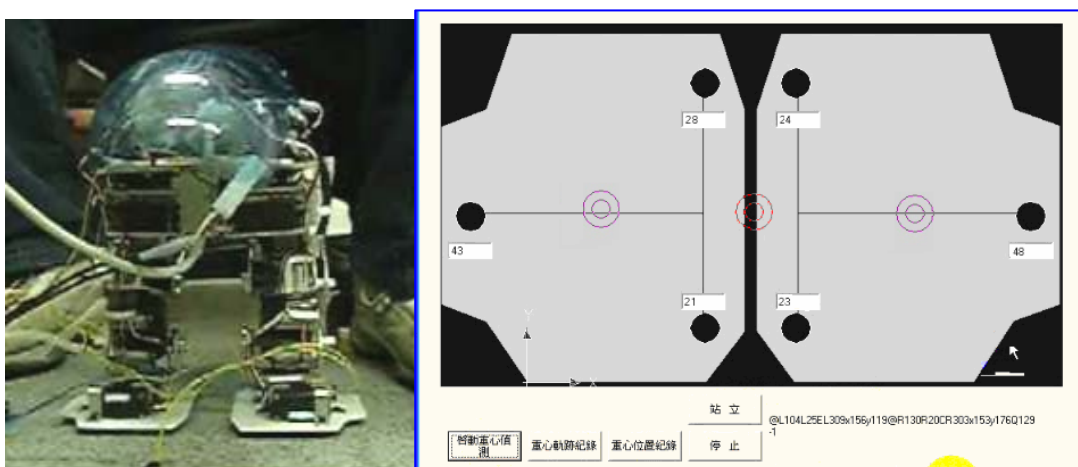 28
24
43
48
21
23
Y
X
站 立
@L104L25EL309x156y119@R130R20CR303x153y176Q129
-1
啓動重心偵
測
重心軌跡紀錄
重心位置紀錄
停 止